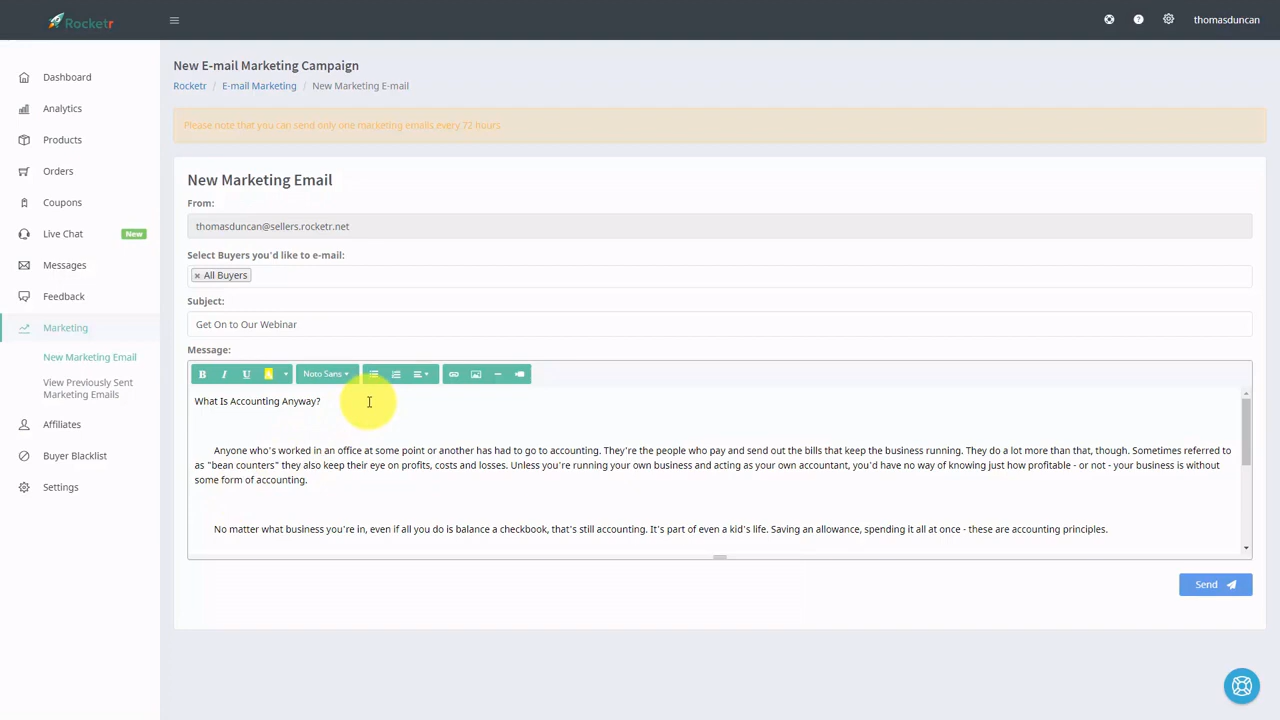 Rocketr
thomasduncan
Dashboard
Analytics
Products
Orders
Coupons
Live Chat New
Messages
Feedback
Marketing
New Marketing Email
View Previously Sent
Marketing Emails
Affiliates
Buyer Blacklist
Settings
New E-mail Marketing Campaign
Rocketr / E-mail Marketing / New Marketing E-mail
Please note that you can send only one marketing emails every 72 hours
New Marketing Email
From:
thomasduncan@sellers.rocketr.net
Select Buyers you'd like to e-mail:
× All Buyers
Subject:
Get On to Our Webinar
Message:
B I U A Noto Sans
What Is Accounting Anyway?
Anyone who's worked in an office at some point or another has had to go to accounting. They're the people who pay and send out the bills that keep the business running. They do a lot more than that, though. Sometimes referred to
as "bean counters" they also keep their eye on profits, costs and losses. Unless you're running your own business and acting as your own accountant, you'd have no way of knowing just how profitable - or not - your business is without
some form of accounting.
No matter what business you're in, even if all you do is balance a checkbook, that's still accounting. It's part of even a kid's life. Saving an allowance, spending it all at once - these are accounting principles.
Send